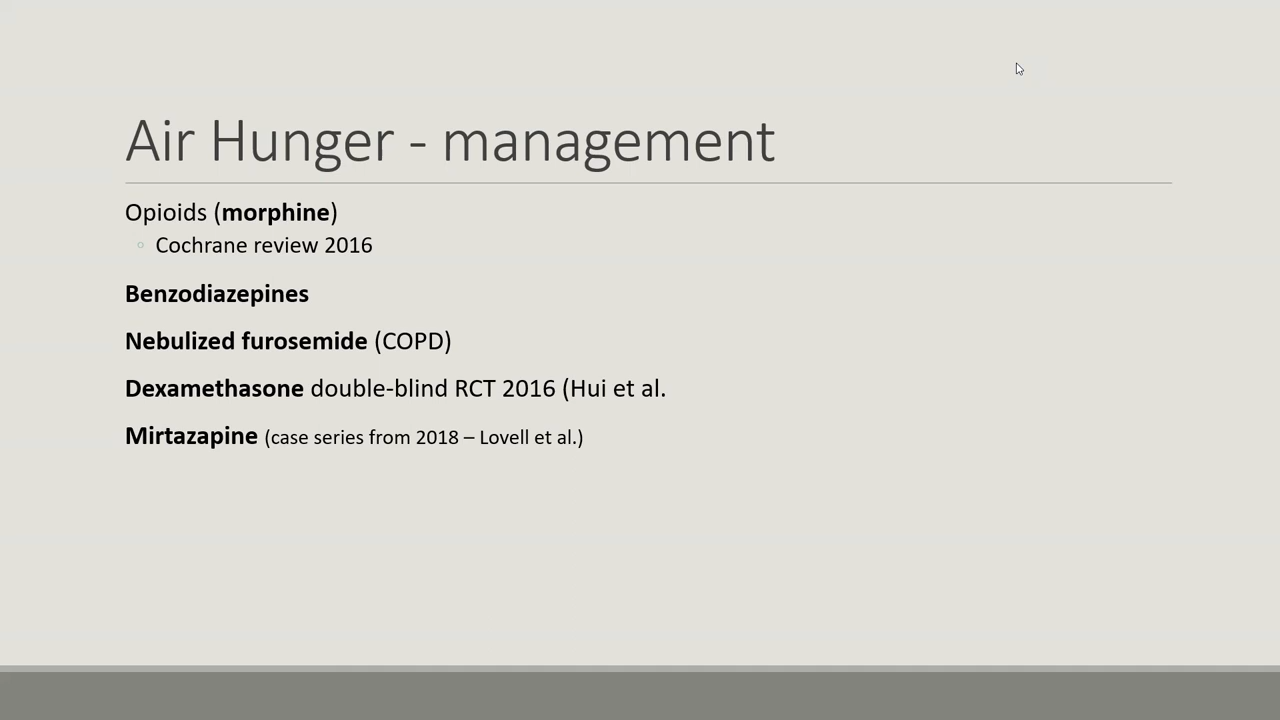 Air Hunger - management
Opioids (morphine)
Cochrane review 2016
Benzodiazepines
Nebulized furosemide (COPD)
Dexamethasone double-blind RCT 2016 (Hui et al.
Mirtazapine (case series from 2018 – Lovell et al.)